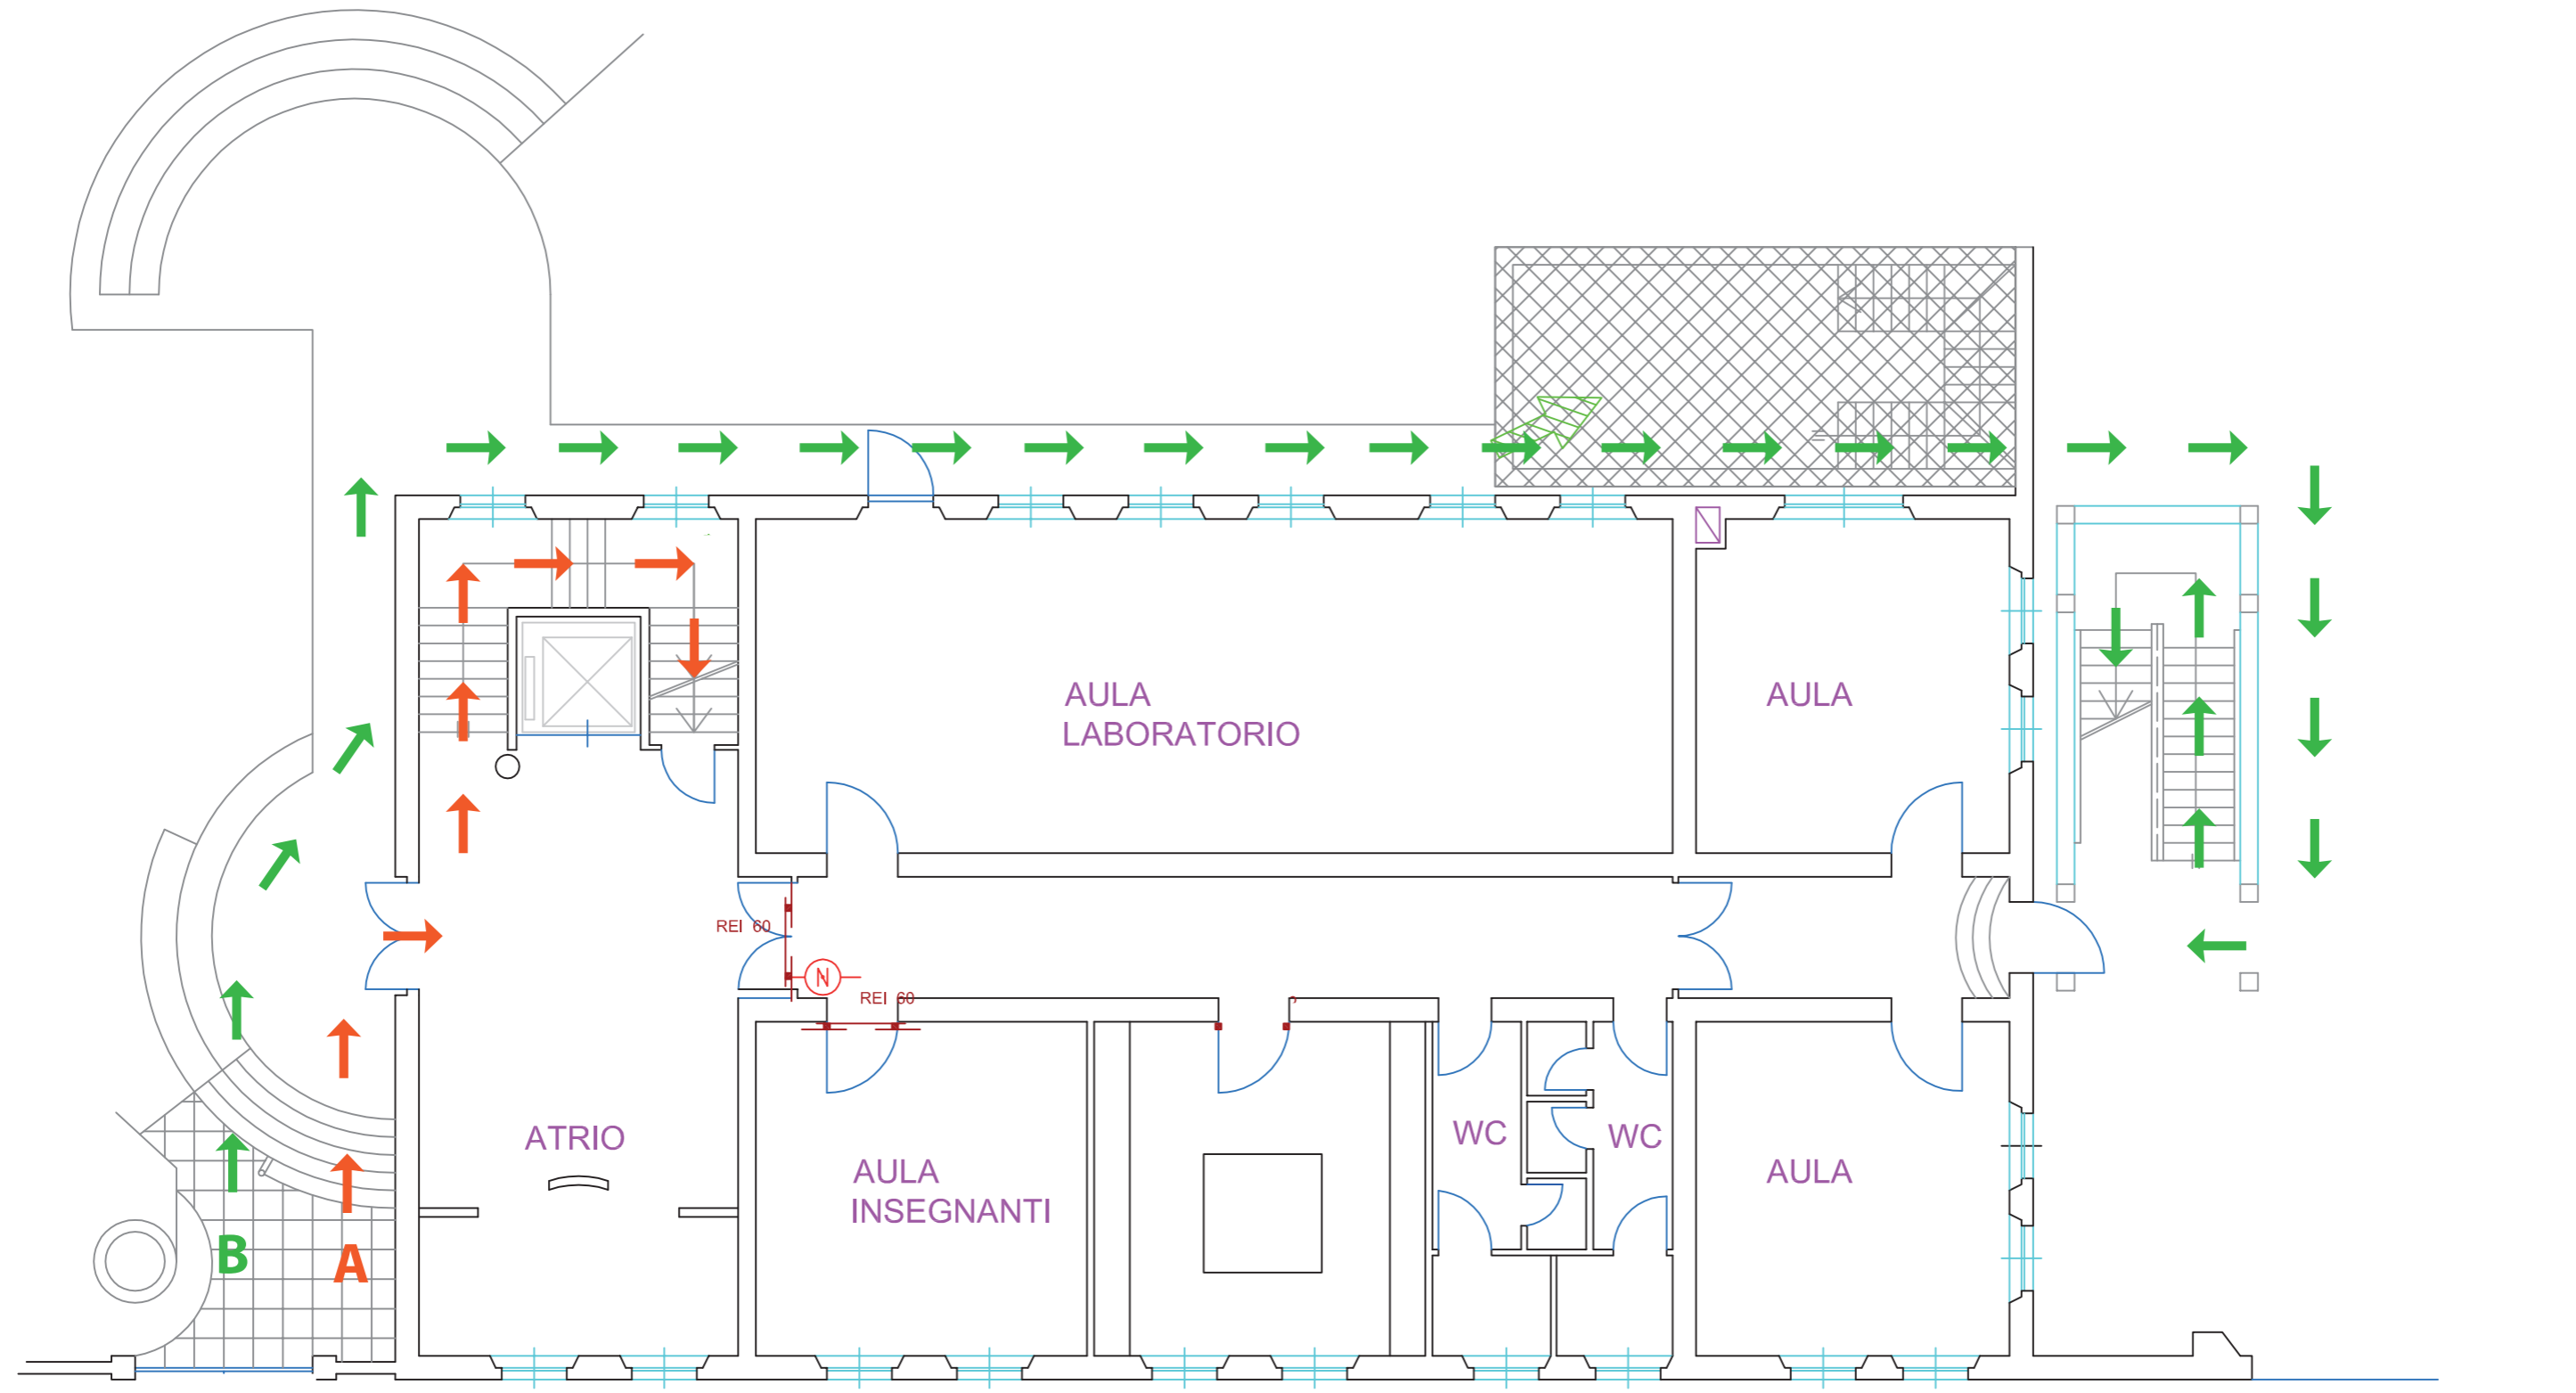 AULA
LABORATORIO
AULA
REI 60
N
REI 60
ATRIO
WC
WC
AULA
INSEGNANTI
AULA
B
A